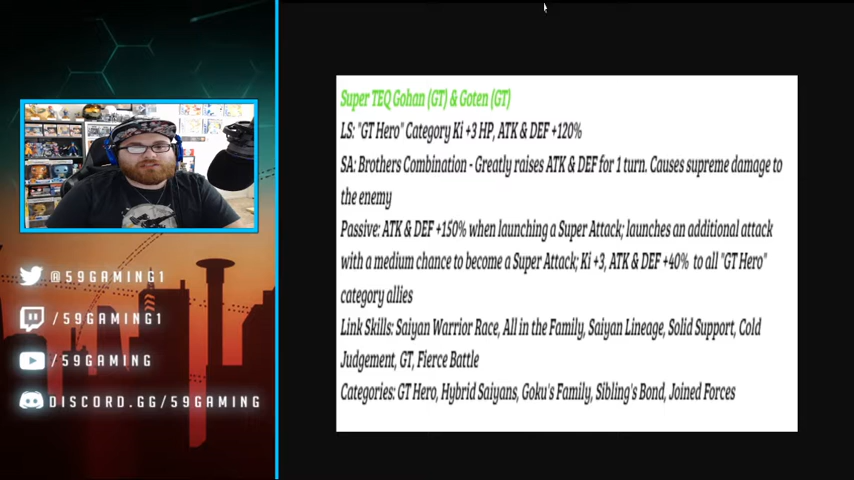 Super TEQ Gohan (GT) & Goten (GT)
LS: "GT Hero" Category Ki +3 HP, ATK & DEF +120%
SA: Brothers Combination - Greatly raises ATK & DEF for 1 turn. Causes supreme damage to
the enemy
Passive: ATK & DEF +150% when launching a Super Attack; launches an additional attack
with a medium chance to become a Super Attack; Ki +3, ATK & DEF +40% to all "GT Hero"
category allies
Link Skills: Saiyan Warrior Race, All in the Family, Saiyan Lineage, Solid Support, Cold
Judgement, GT, Fierce Battle
Categories: GT Hero, Hybrid Saiyans, Goku's Family, Sibling's Bond, Joined Forces
@59GAMING1
/59GAMING1
/59GAMING
DISCORD.GG/59GAMING